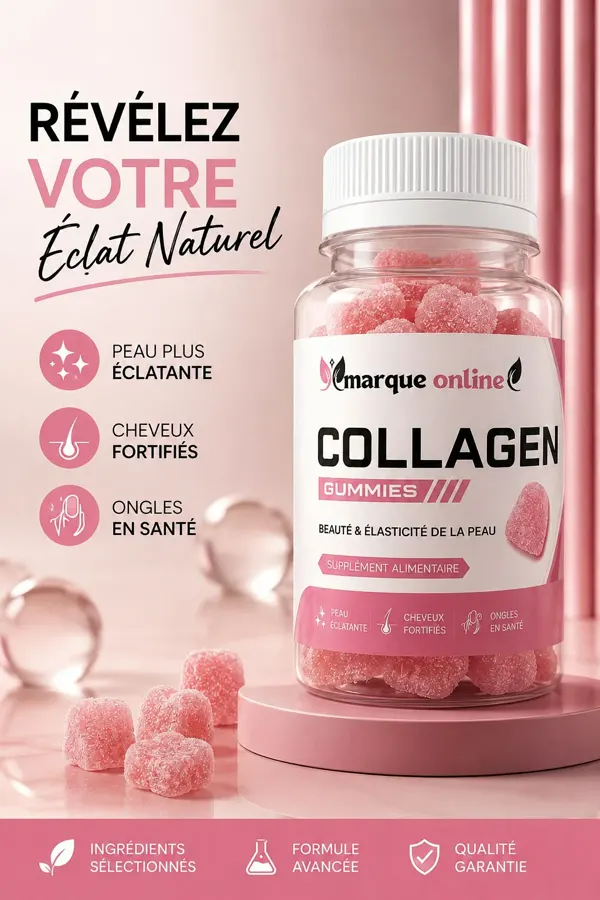 RÉVÉLEZ
VOTRE
Éclat Naturel
PEAU PLUS
ÉCLATANTE
CHEVEUX
FORTIFIÉS
ONGLES
EN SANTÉ
marque online
COLLAGEN
GUMMIES
BEAUTÉ & ÉLASTICITÉ DE LA PEAU
SUPPLÉMENT ALIMENTAIRE
PEAU
ÉCLATANTE
CHEVEUX
FORTIFIÉS
ONGLES
EN SANTÉ
INGRÉDIENTS
SÉLECTIONNÉS
FORMULE
AVANCÉE
QUALITÉ
GARANTIE